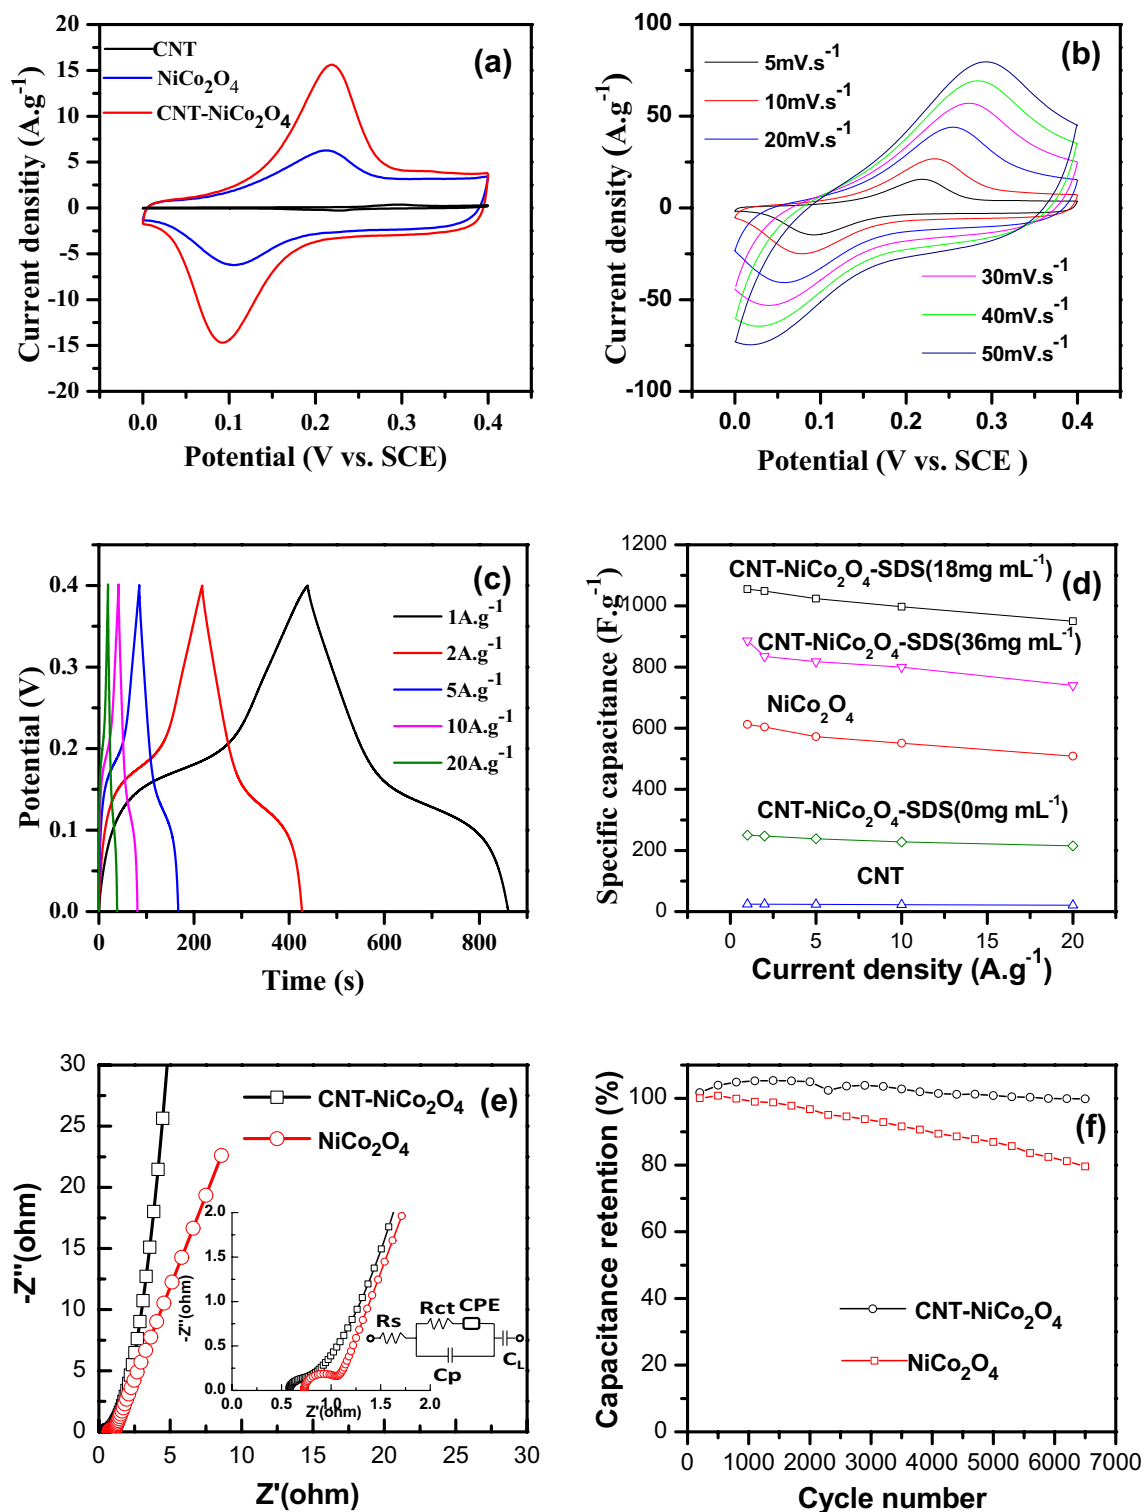 (a)
CNT
NiCo2O4
CNT-NiCo2O4
20
15
10
5
0
-5
-10
-15
-20
0.0 0.1 0.2 0.3 0.4
Current densitiy (A.g-1)
Potential (V vs. SCE)
(b)
5mV.s-1
10mV.s-1
20mV.s-1
30mV.s-1
40mV.s-1
50mV.s-1
100
50
0
-50
-100
0.0 0.1 0.2 0.3 0.4
Current density (A.g-1)
Potential (V vs. SCE )
(c)
1A.g-1
2A.g-1
5A.g-1
10A.g-1
20A.g-1
0.4
0.3
0.2
0.1
0.0
0 200 400 600 800
Potential (V)
Time (s)
(d)
CNT-NiCo2O4-SDS(18mg mL-1)
CNT-NiCo2O4-SDS(36mg mL-1)
NiCo2O4
CNT-NiCo2O4-SDS(0mg mL-1)
CNT
1200
1000
800
600
400
200
0
0 5 10 15 20
Specific capacitance (F.g-1)
Current density (A.g-1)
(e)
CNT-NiCo2O4
NiCo2O4
30
25
20
15
10
5
0
0 5 10 15 20 25 30
-Z''(ohm)
Z'(ohm)
2.0
1.5
1.0
0.5
0.0
0.0 0.5 1.0 1.5 2.0
-Z''(ohm)
Z'(ohm)
Rs
Rct
CPE
Cp
CL
(f)
CNT-NiCo2O4
NiCo2O4
100
80
60
40
20
0
0 1000 2000 3000 4000 5000 6000 7000
Capacitance retention (%)
Cycle number